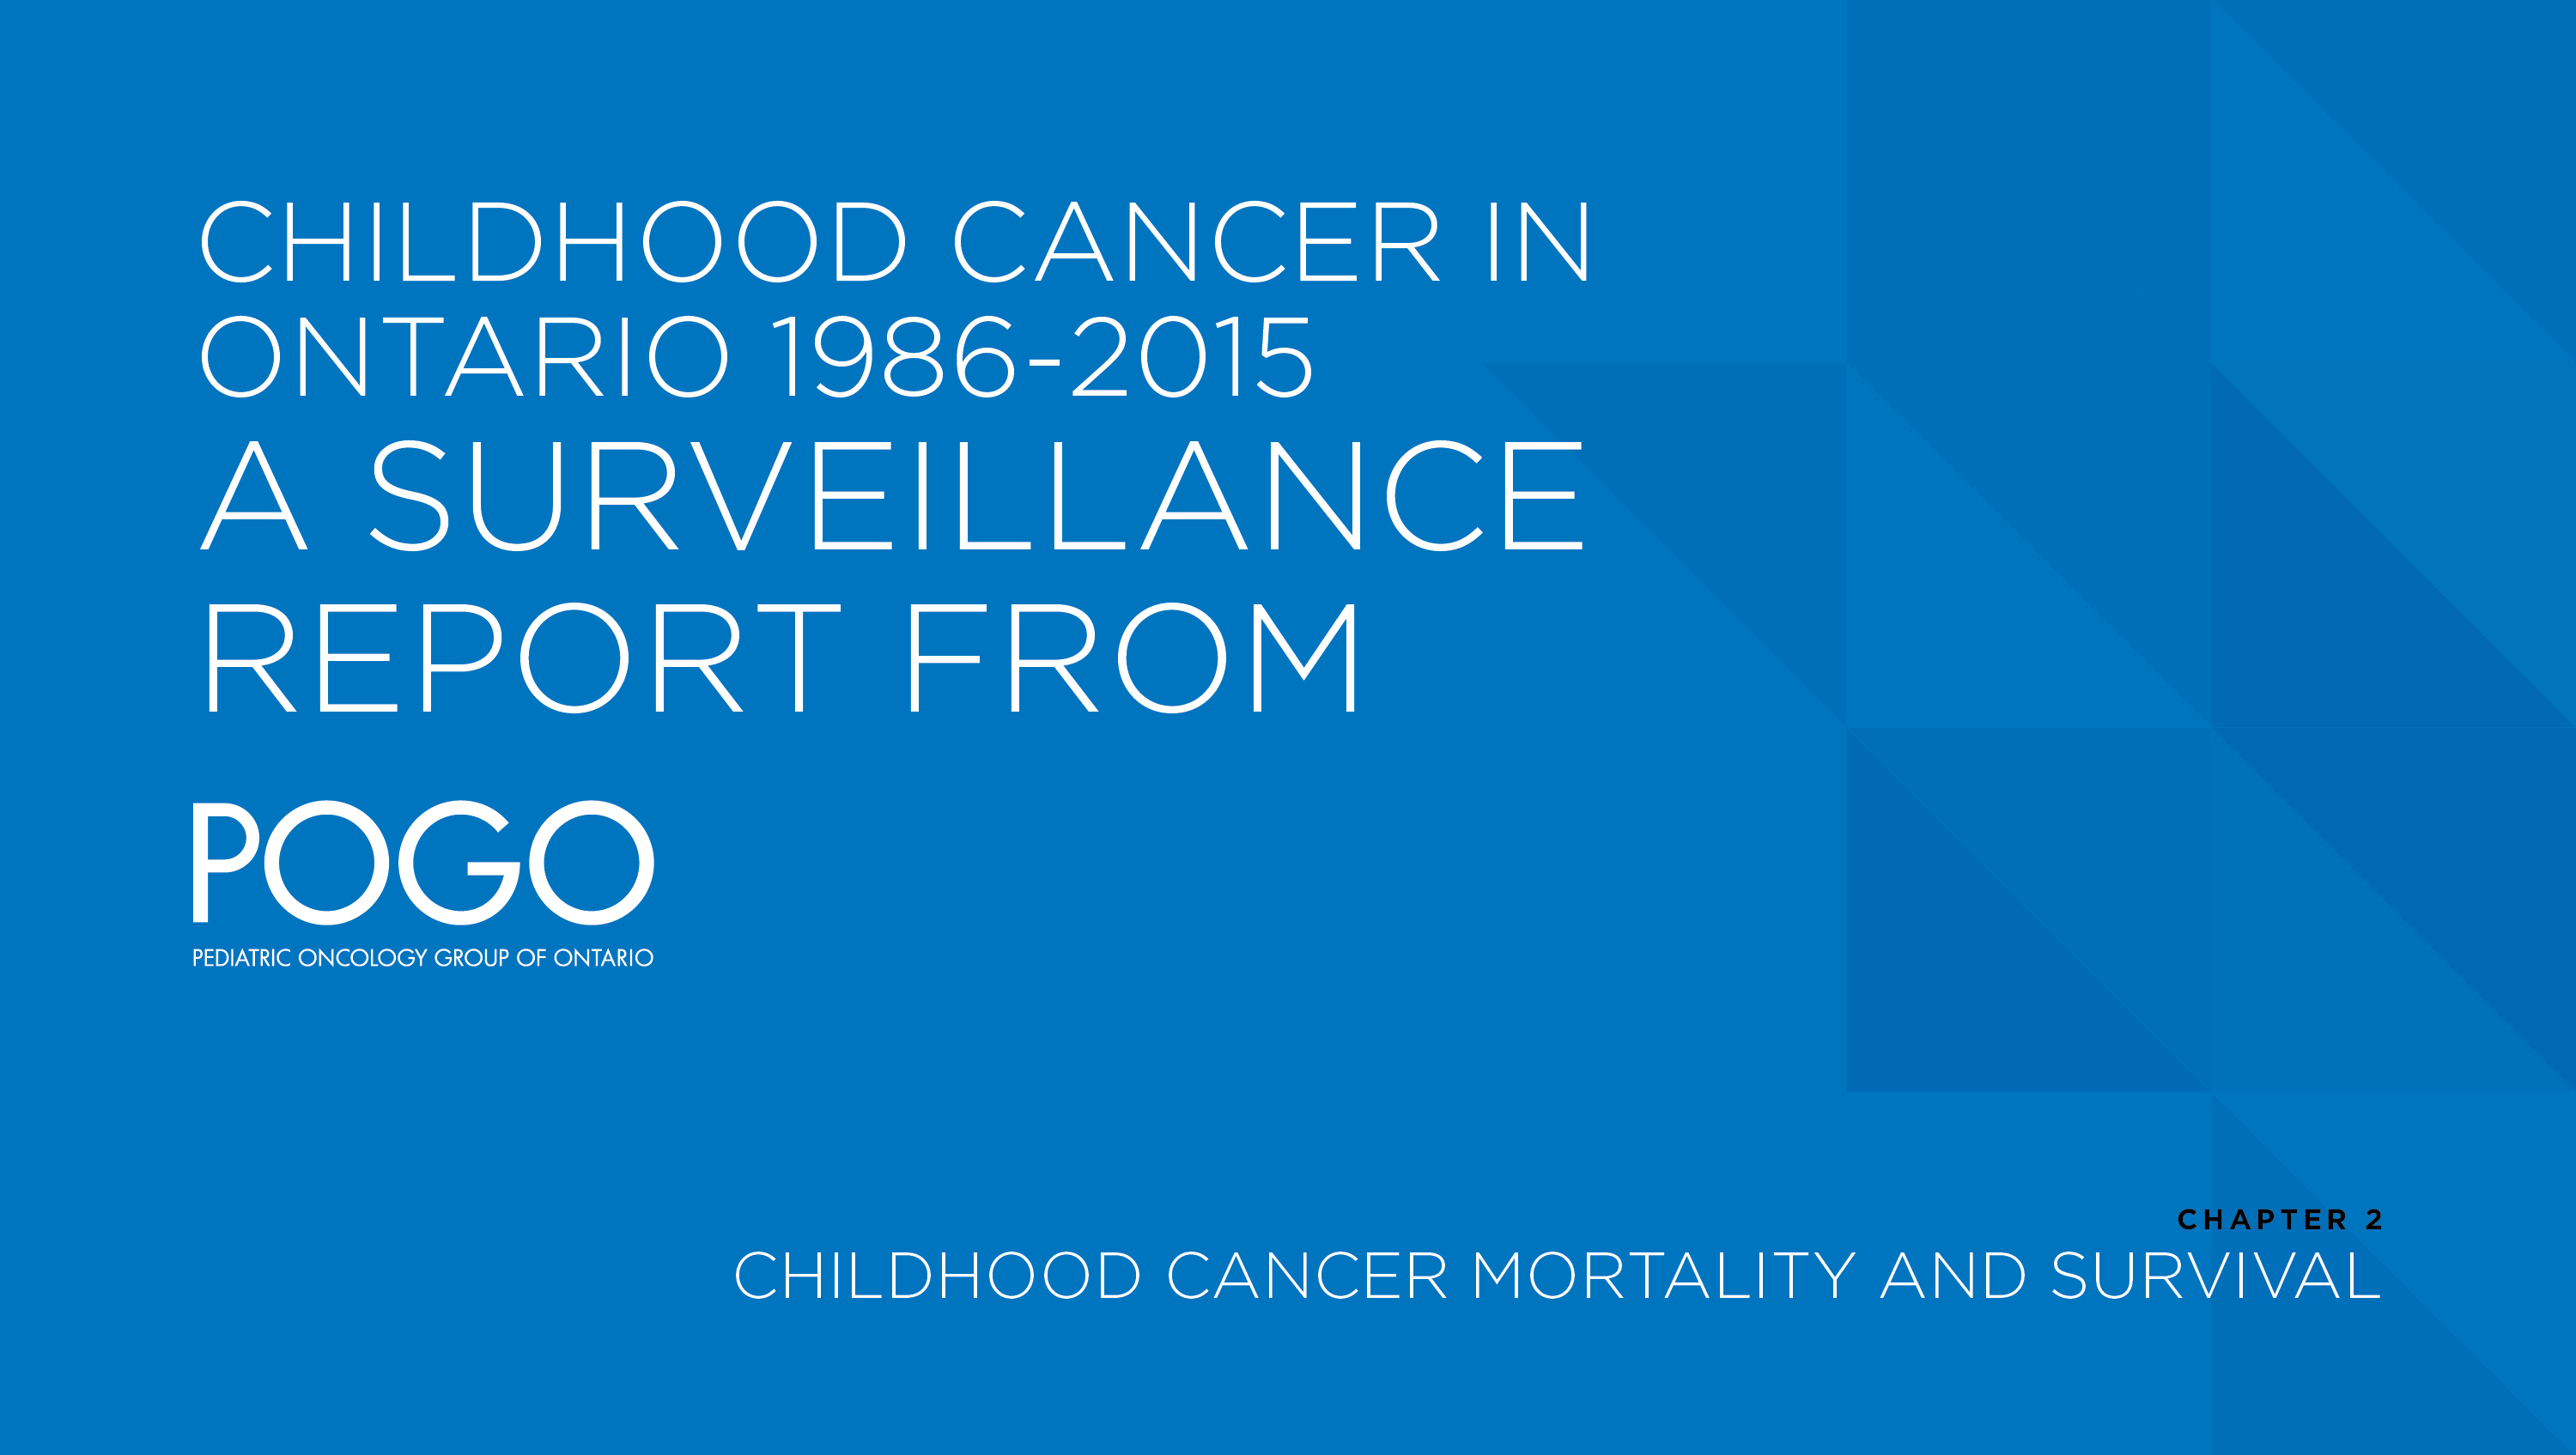 CHILDHOOD CANCER IN
ONTARIO 1986-2015
A SURVEILLANCE
REPORT FROM
POGO
PEDIATRIC ONCOLOGY GROUP OF ONTARIO
CHAPTER 2
CHILDHOOD CANCER MORTALITY AND SURVIVAL